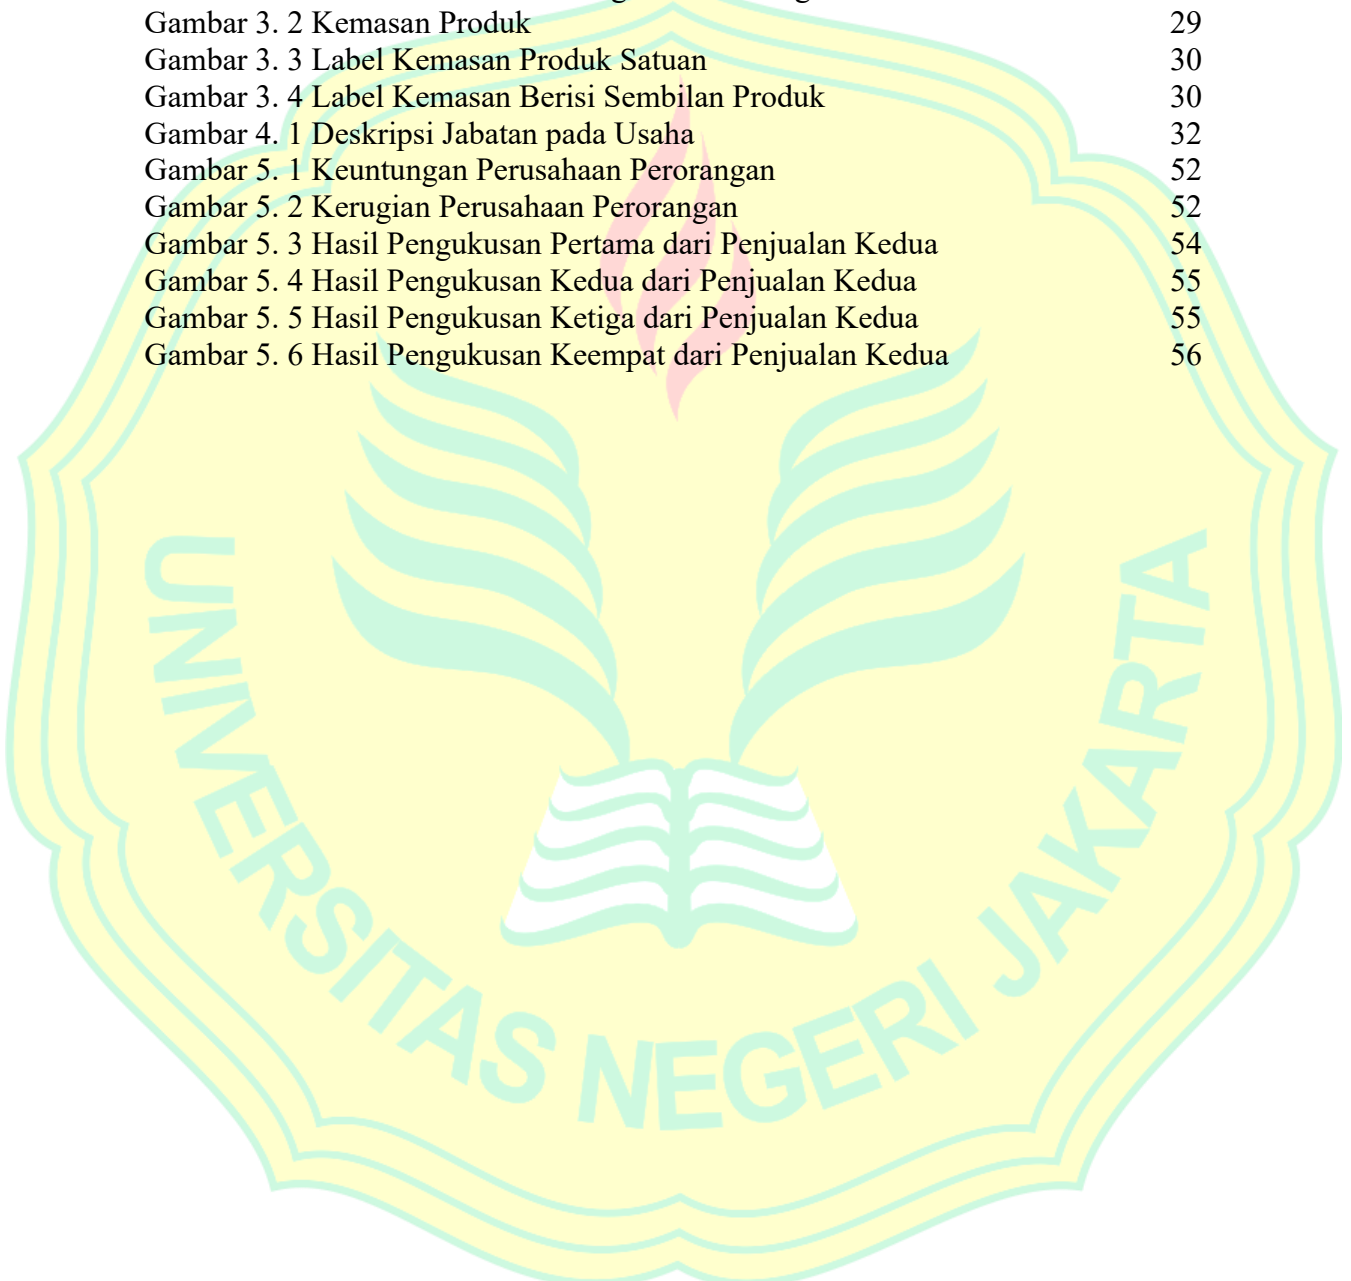 Gambar 3. 2 Kemasan Produk 29
Gambar 3. 3 Label Kemasan Produk Satuan 30
Gambar 3. 4 Label Kemasan Berisi Sembilan Produk 30
Gambar 4. 1 Deskripsi Jabatan pada Usaha 32
Gambar 5. 1 Keuntungan Perusahaan Perorangan 52
Gambar 5. 2 Kerugian Perusahaan Perorangan 52
Gambar 5. 3 Hasil Pengukusan Pertama dari Penjualan Kedua 54
Gambar 5. 4 Hasil Pengukusan Kedua dari Penjualan Kedua 55
Gambar 5. 5 Hasil Pengukusan Ketiga dari Penjualan Kedua 55
Gambar 5. 6 Hasil Pengukusan Keempat dari Penjualan Kedua 56
UNIVERSITAS NEGERI JAKARTA